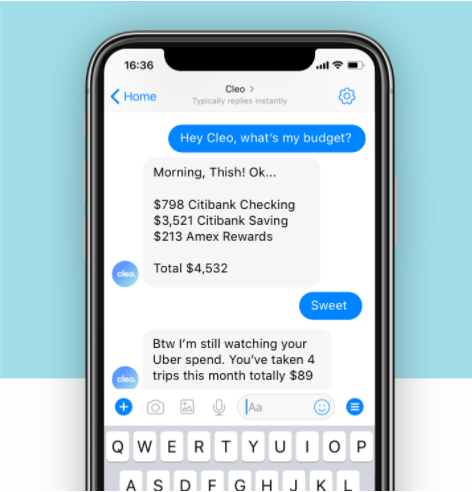 16:36
Home
Cleo >
Typically replies instantly
Hey Cleo, what's my budget?
Morning, Thish! Ok...
$798 Citibank Checking
$3,521 Citibank Saving
$213 Amex Rewards
Total $4,532
cleo.
Sweet
Btw I'm still watching your
Uber spend. You've taken 4
trips this month totally $89
cleo.
Aa
Q W E R T Y U I O P
A S D F G H J K L